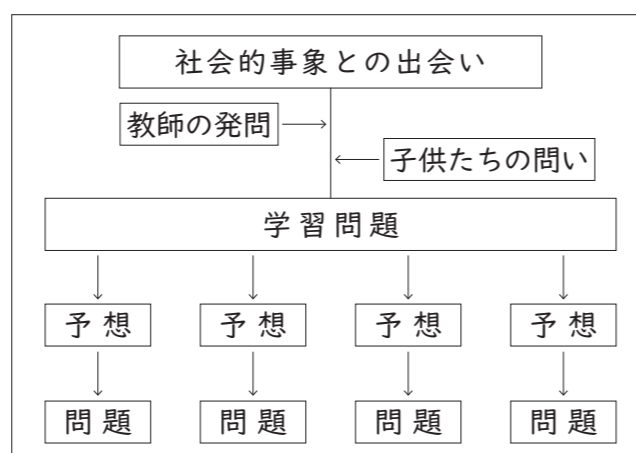 社会的事象との出会い
教師の発問
子供たちの問い
学習問題
予想 予想 予想 予想
問題 問題 問題 問題